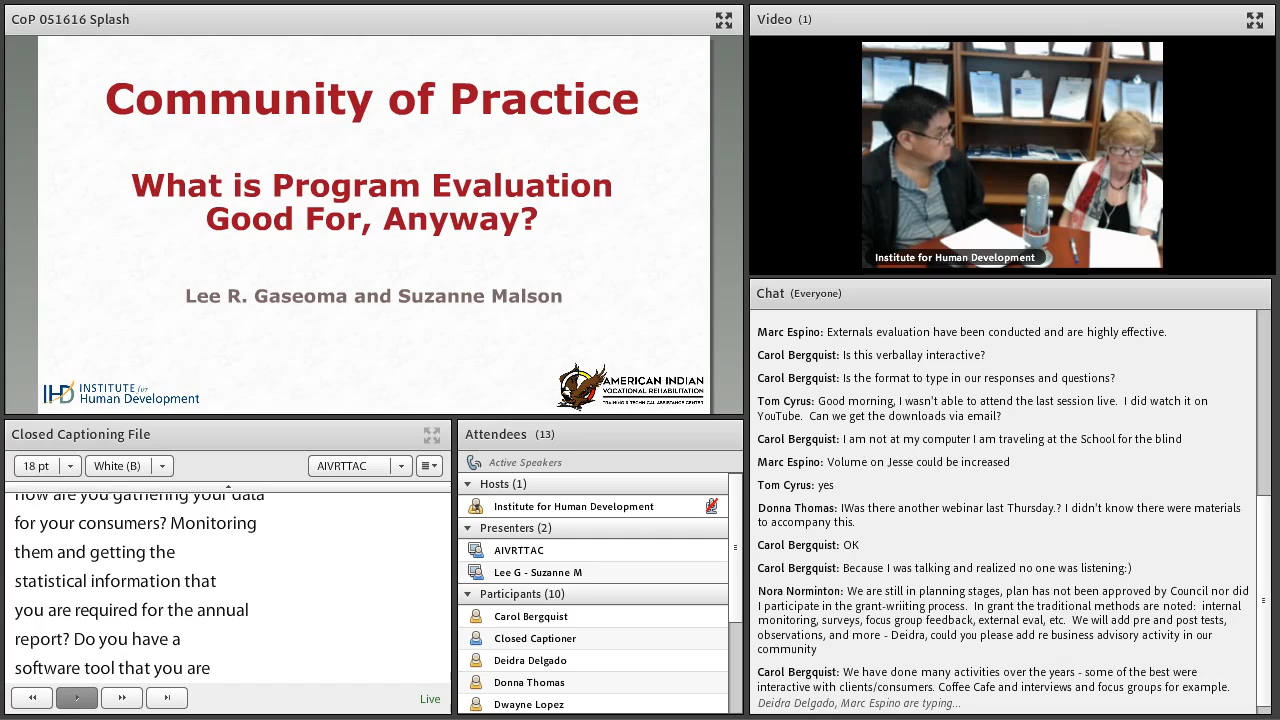 CoP 051616 Splash
Community of Practice
What is Program Evaluation
Good For, Anyway?
Lee R. Gaseoma and Suzanne Malson
IHD INSTITUTE for
Human Development
AMERICAN INDIAN
VOCATIONAL REHABILITATION
TRAINING & TECHNICAL ASSISTANCE CENTER
Video (1)
Institute for Human Development
Closed Captioning File
18 pt
White (B)
AIVRTTAC
how are you gathering your data
for your consumers? Monitoring
them and getting the
statistical information that
you are required for the annual
report? Do you have a
software tool that you are
Live
Attendees (13)
Active Speakers
Hosts (1)
Institute for Human Development
Presenters (2)
AIVRTTAC
Lee G - Suzanne M
Participants (10)
Carol Bergquist
Closed Captioner
Deidra Delgado
Donna Thomas
Dwayne Lopez
Chat (Everyone)
Marc Espino: Externals evaluation have been conducted and are highly effective.
Carol Bergquist: Is this verballay interactive?
Carol Bergquist: Is the format to type in our responses and questions?
Tom Cyrus: Good morning, I wasn't able to attend the last session live. I did watch it on
YouTube. Can we get the downloads via email?
Carol Bergquist: I am not at my computer I am traveling at the School for the blind
Marc Espino: Volume on Jesse could be increased
Tom Cyrus: yes
Donna Thomas: IWas there another webinar last Thursday.? I didn't know there were materials
to accompany this.
Carol Bergquist: OK
Carol Bergquist: Because I was talking and realized no one was listening:)
Nora Norminton: We are still in planning stages, plan has not been approved by Council nor did
I participate in the grant-wriiting process. In grant the traditional methods are noted: internal
monitoring, surveys, focus group feedback, external eval, etc. We will add pre and post tests,
observations, and more - Deidra, could you please add re business advisory activity in our
community
Carol Bergquist: We have done many activities over the years - some of the best were
interactive with clients/consumers. Coffee Cafe and interviews and focus groups for example.
Deidra Delgado, Marc Espino are typing...